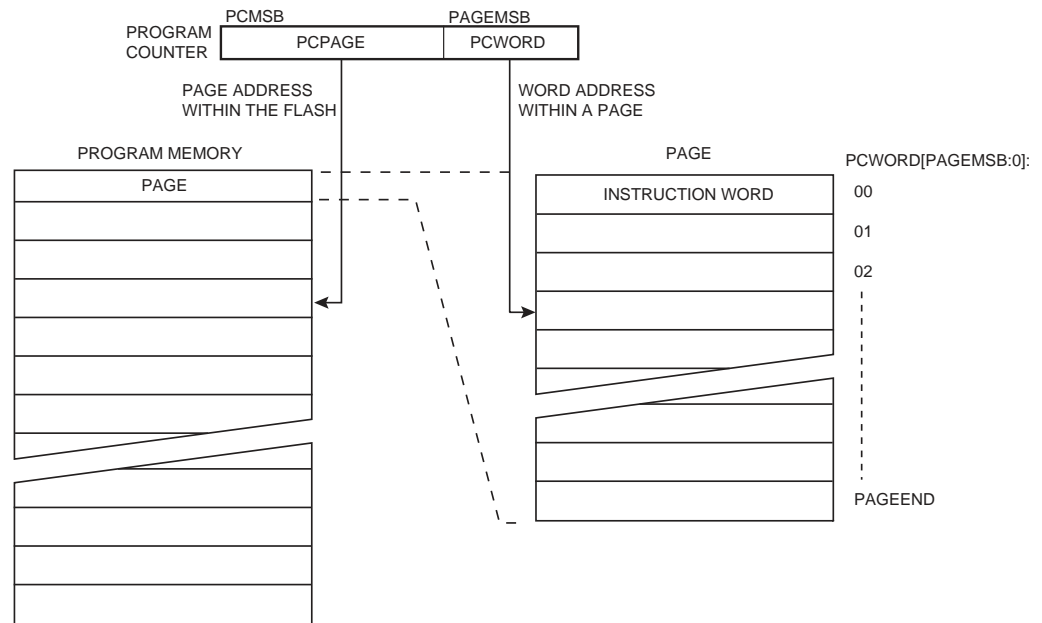 PCMSB
PAGEMSB
PROGRAM
COUNTER
PCPAGE
PCWORD
PAGE ADDRESS
WITHIN THE FLASH
WORD ADDRESS
WITHIN A PAGE
PROGRAM MEMORY
PAGE
PAGE
PCWORD[PAGEMSB:0]:
INSTRUCTION WORD
00
01
02
PAGEEND